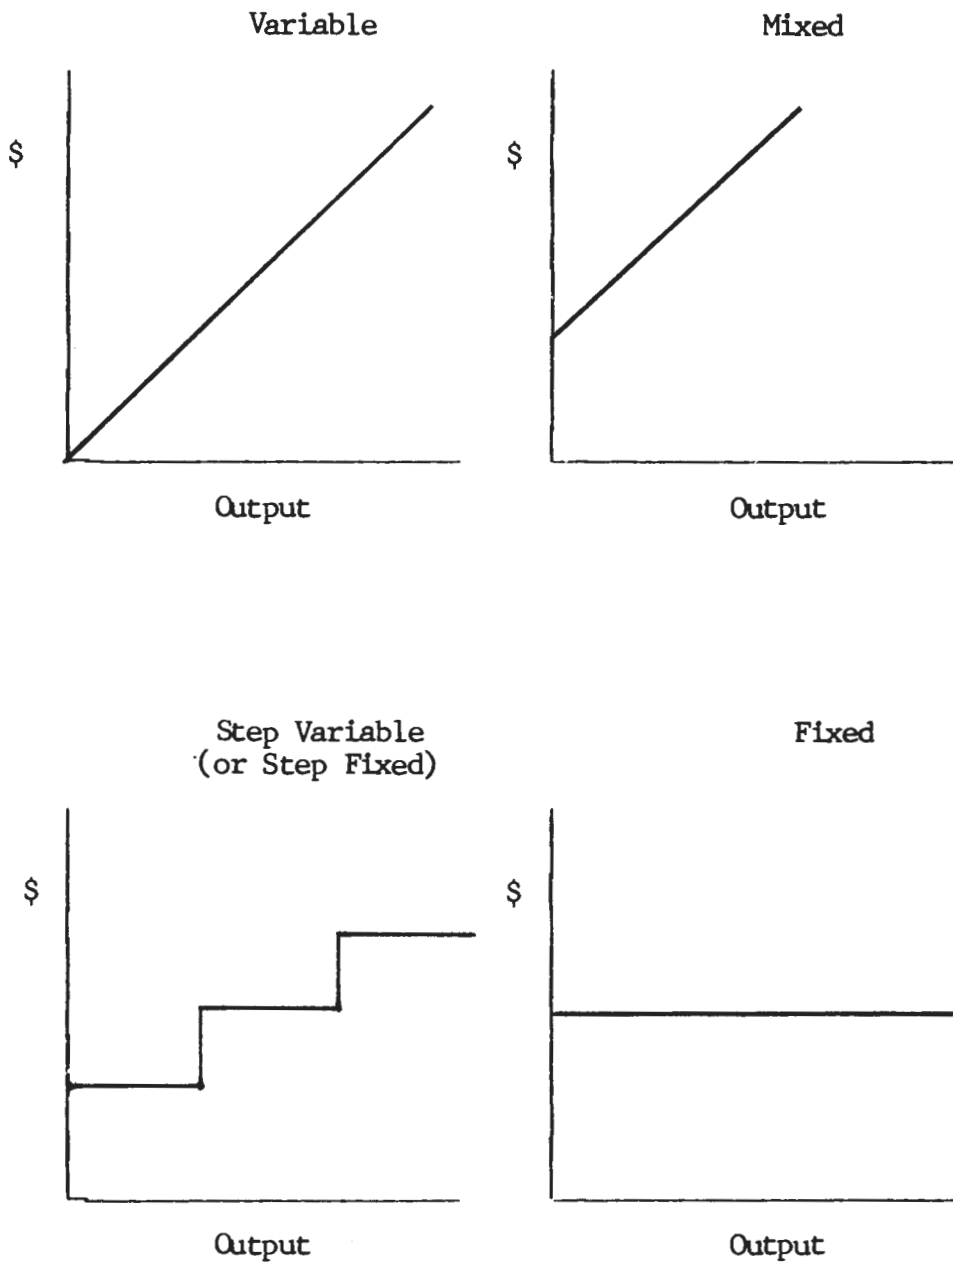 Variable
$
Output
Mixed
$
Output
Step Variable
(or Step Fixed)
$
Output
Fixed
$
Output